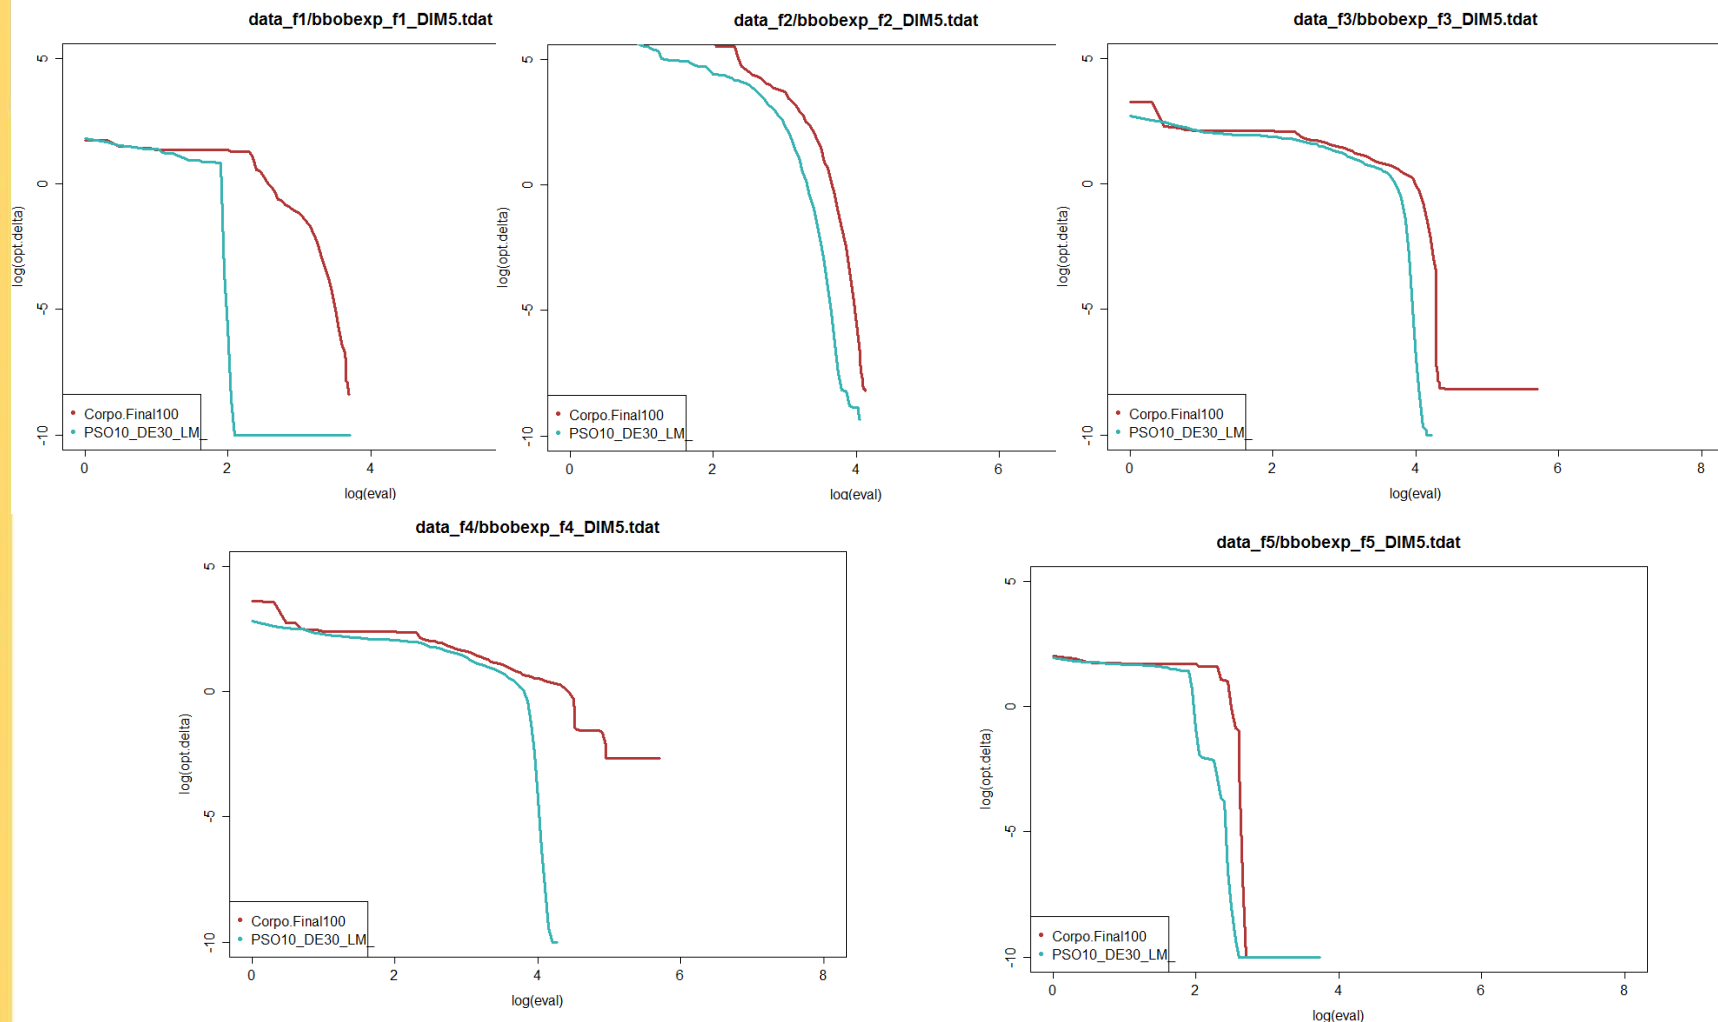 data_f1/bbobexp_f1_DIM5.tdat
5
0
-5
-10
log(opt.delta)
Corpo.Final100
PSO10_DE30_LM_
0 2 4
log(eval)
data_f2/bbobexp_f2_DIM5.tdat
5
0
-5
-10
log(opt.delta)
Corpo.Final100
PSO10_DE30_LM_
0 2 4 6
log(eval)
data_f3/bbobexp_f3_DIM5.tdat
5
0
-5
-10
log(opt.delta)
Corpo.Final100
PSO10_DE30_LM_
0 2 4 6 8
log(eval)
data_f4/bbobexp_f4_DIM5.tdat
5
0
-5
-10
log(opt.delta)
Corpo.Final100
PSO10_DE30_LM_
0 2 4 6 8
log(eval)
data_f5/bbobexp_f5_DIM5.tdat
5
0
-5
-10
log(opt.delta)
Corpo.Final100
PSO10_DE30_LM_
0 2 4 6 8
log(eval)